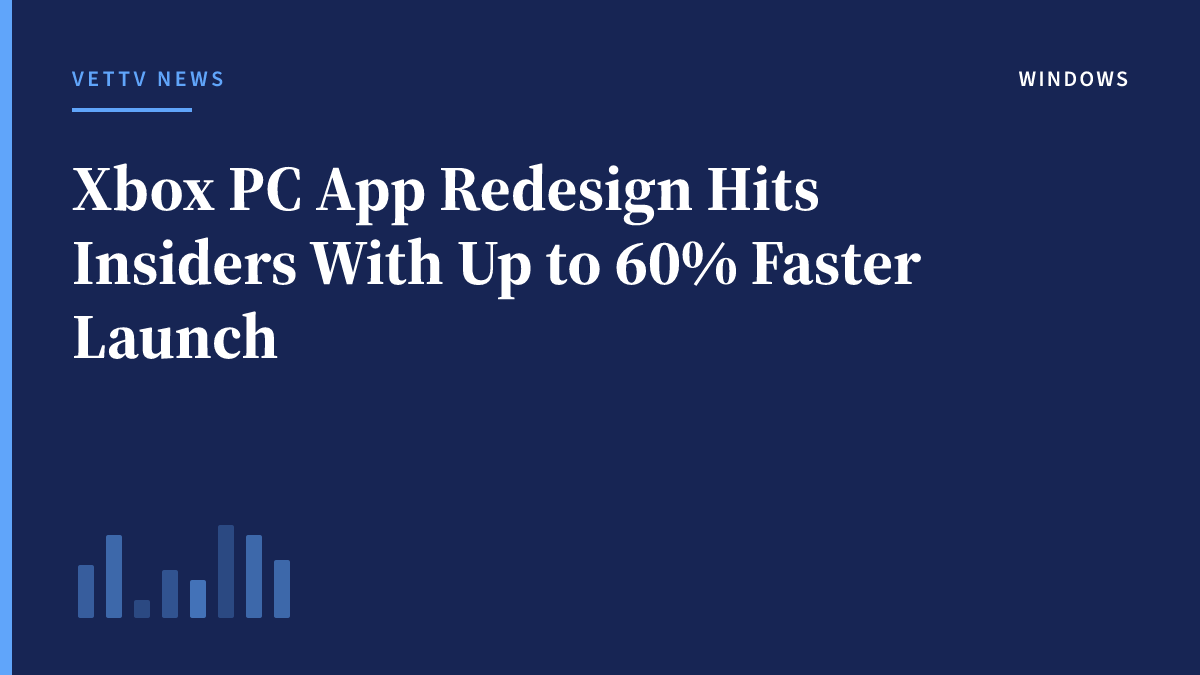 VETTV NEWS
WINDOWS
Xbox PC App Redesign Hits
Insiders With Up to 60% Faster
Launch